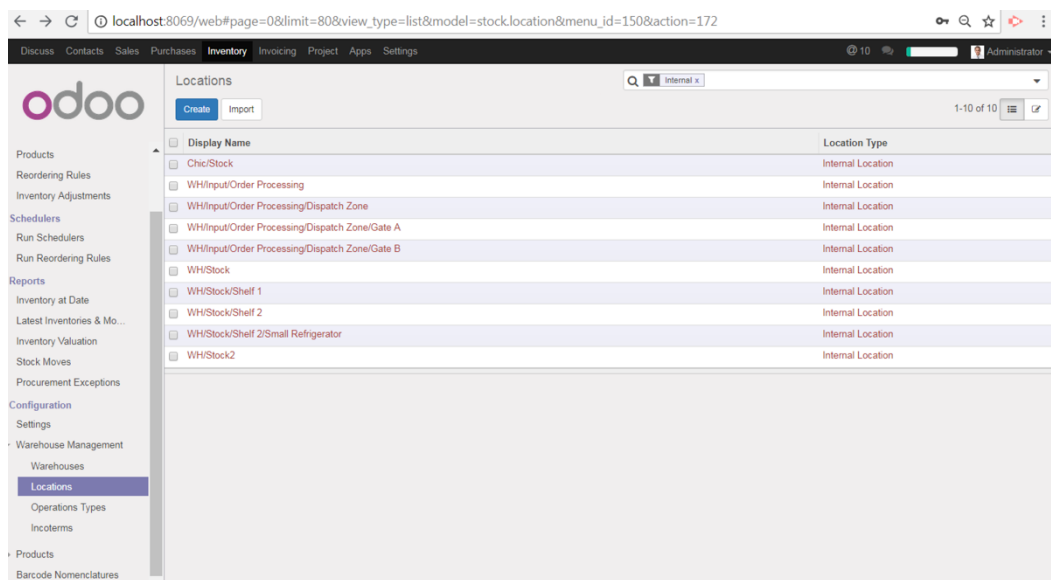 localhost:8069/web#page=0&limit=80&view_type=list&model=stock.location&menu_id=150&action=172
Discuss Contacts Sales Purchases Inventory Invoicing Project Apps Settings @ 10 Administrator
odoo
Products
Reordering Rules
Inventory Adjustments
Schedulers
Run Schedulers
Run Reordering Rules
Reports
Inventory at Date
Latest Inventories & Mo...
Inventory Valuation
Stock Moves
Procurement Exceptions
Configuration
Settings
Warehouse Management
Warehouses
Locations
Operations Types
Incoterms
Products
Barcode Nomenclatures
Locations
Internal x
Create Import
1-10 of 10
Display Name Location Type
Chic/Stock Internal Location
WH/Input/Order Processing Internal Location
WH/Input/Order Processing/Dispatch Zone Internal Location
WH/Input/Order Processing/Dispatch Zone/Gate A Internal Location
WH/Input/Order Processing/Dispatch Zone/Gate B Internal Location
WH/Stock Internal Location
WH/Stock/Shelf 1 Internal Location
WH/Stock/Shelf 2 Internal Location
WH/Stock/Shelf 2/Small Refrigerator Internal Location
WH/Stock2 Internal Location